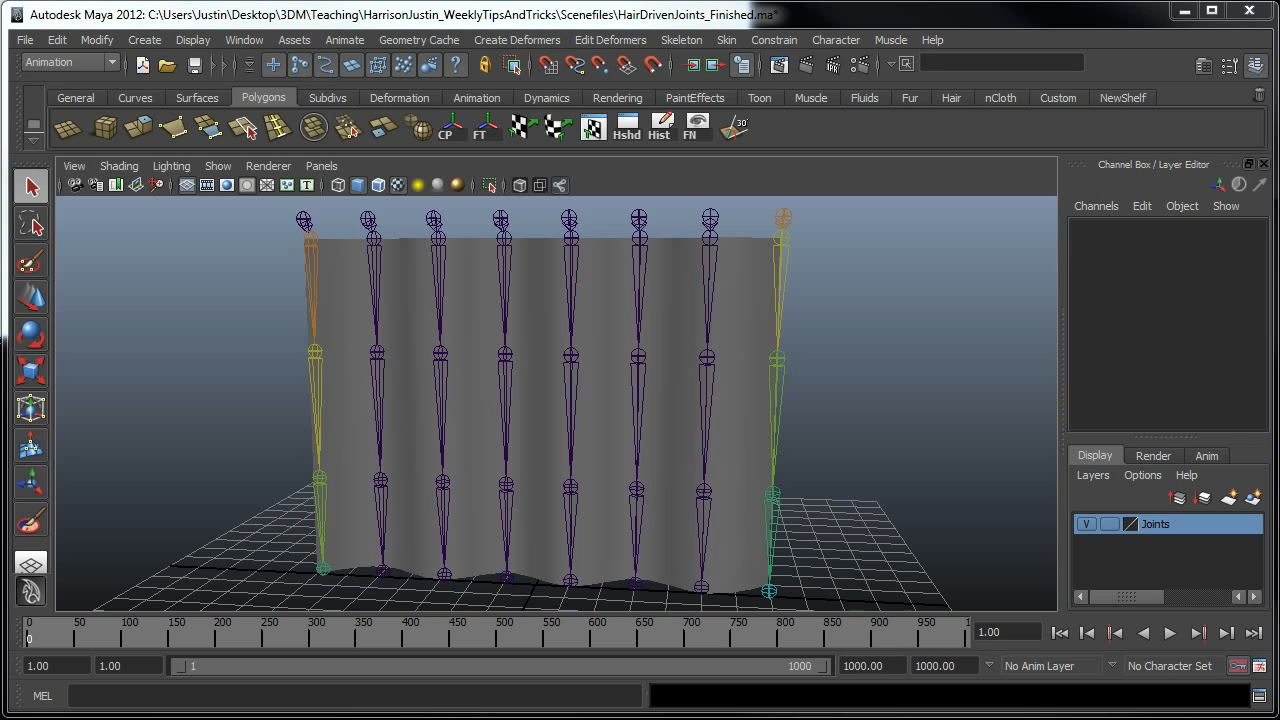 Autodesk Maya 2012: C:\Users\Justin\Desktop\3DM\Teaching\HarrisonJustin_WeeklyTipsAndTricks\Scenefiles\HairDrivenJoints_Finished.ma*
File Edit Modify Create Display Window Assets Animate Geometry Cache Create Deformers Edit Deformers Skeleton Skin Constrain Character Muscle Help
Animation
General Curves Surfaces Polygons Subdivs Deformation Animation Dynamics Rendering PaintEffects Toon Muscle Fluids Fur Hair nCloth Custom NewShelf
CP FT Hshd Hist FN 30°
View Shading Lighting Show Renderer Panels
Channel Box / Layer Editor
Channels Edit Object Show
Display Render Anim
Layers Options Help
V Joints
0 50 100 150 200 250 300 350 400 450 500 550 600 650 700 750 800 850 900 950 1
0
1.00
1.00 1.00 1 1000 1000.00 1000.00 No Anim Layer No Character Set
MEL